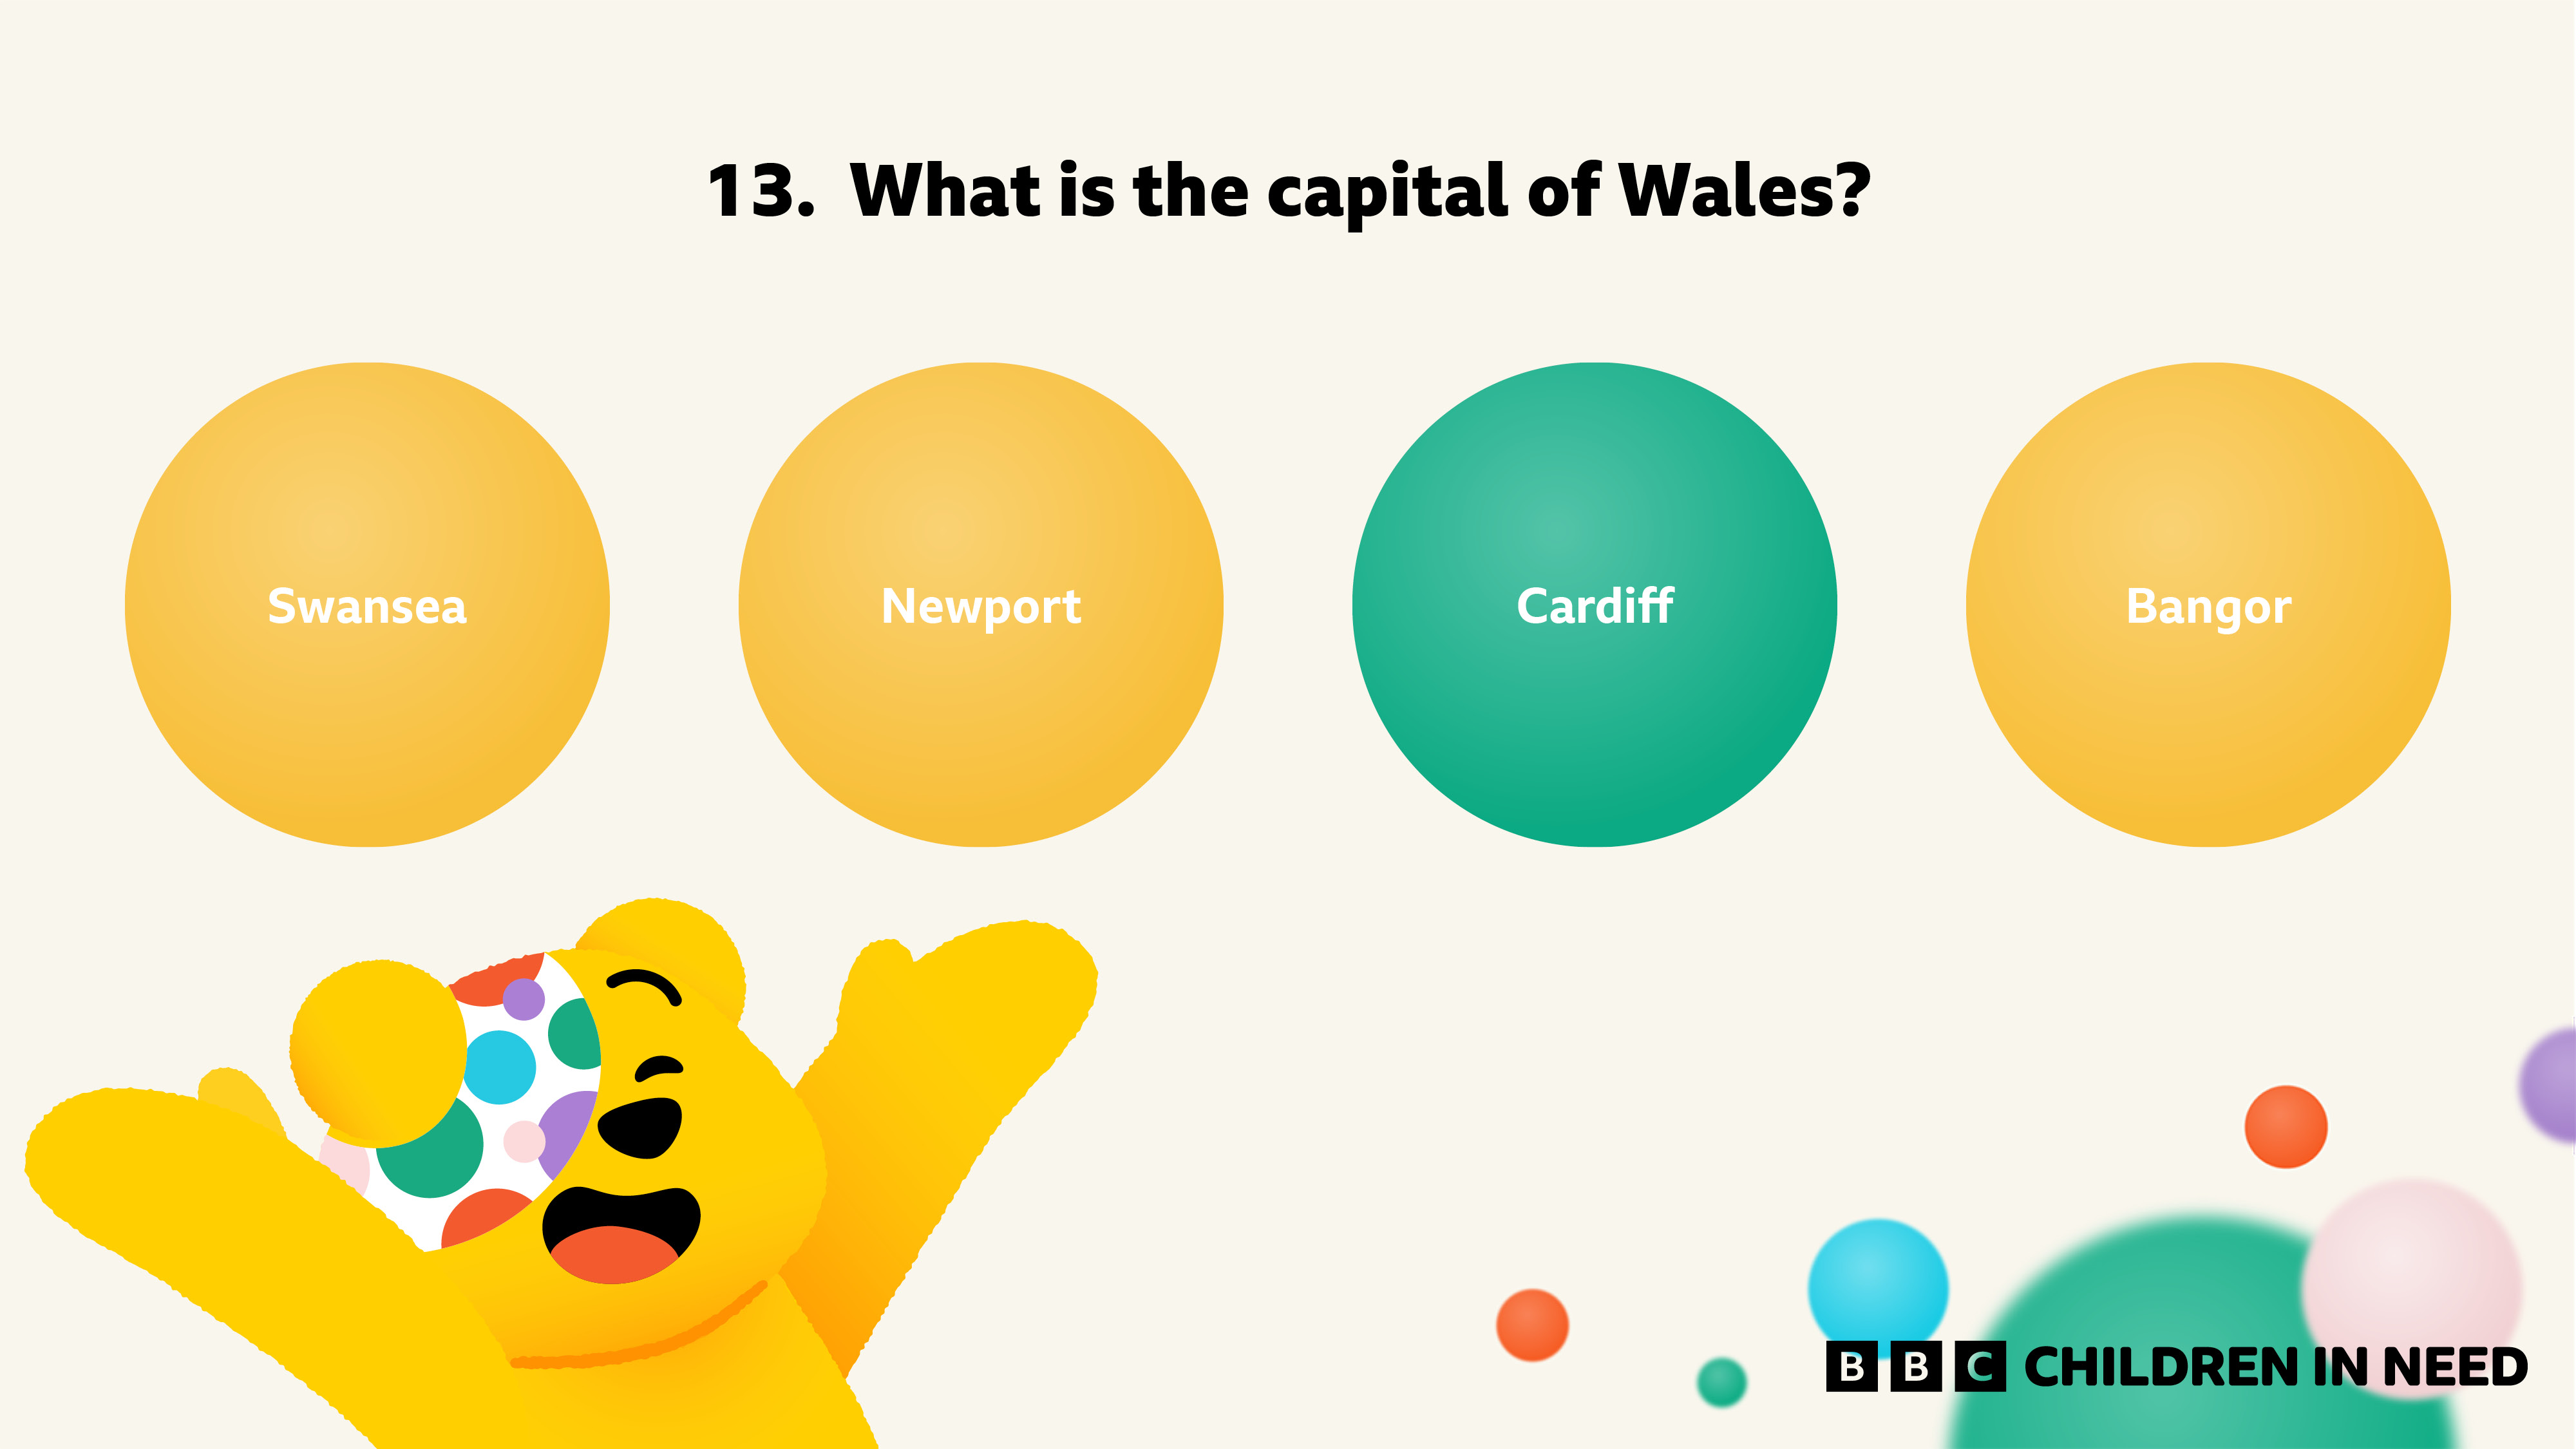 13. What is the capital of Wales?
Swansea
Newport
Cardiff
Bangor
BBC CHILDREN IN NEED